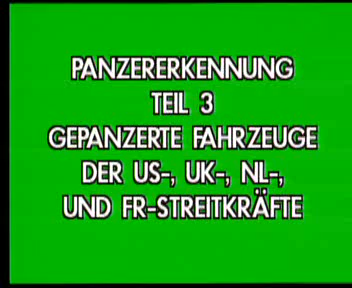 PANZERERKENNUNG
TEIL 3
GEPANZERTE FAHRZEUGE
DER US-, UK-, NL-,
UND FR-STREITKRÄFTE